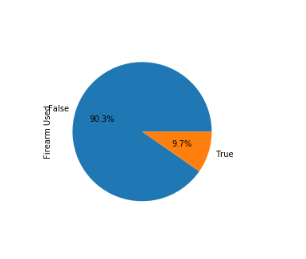 False
Firearm Used
90.3%
9.7%
True